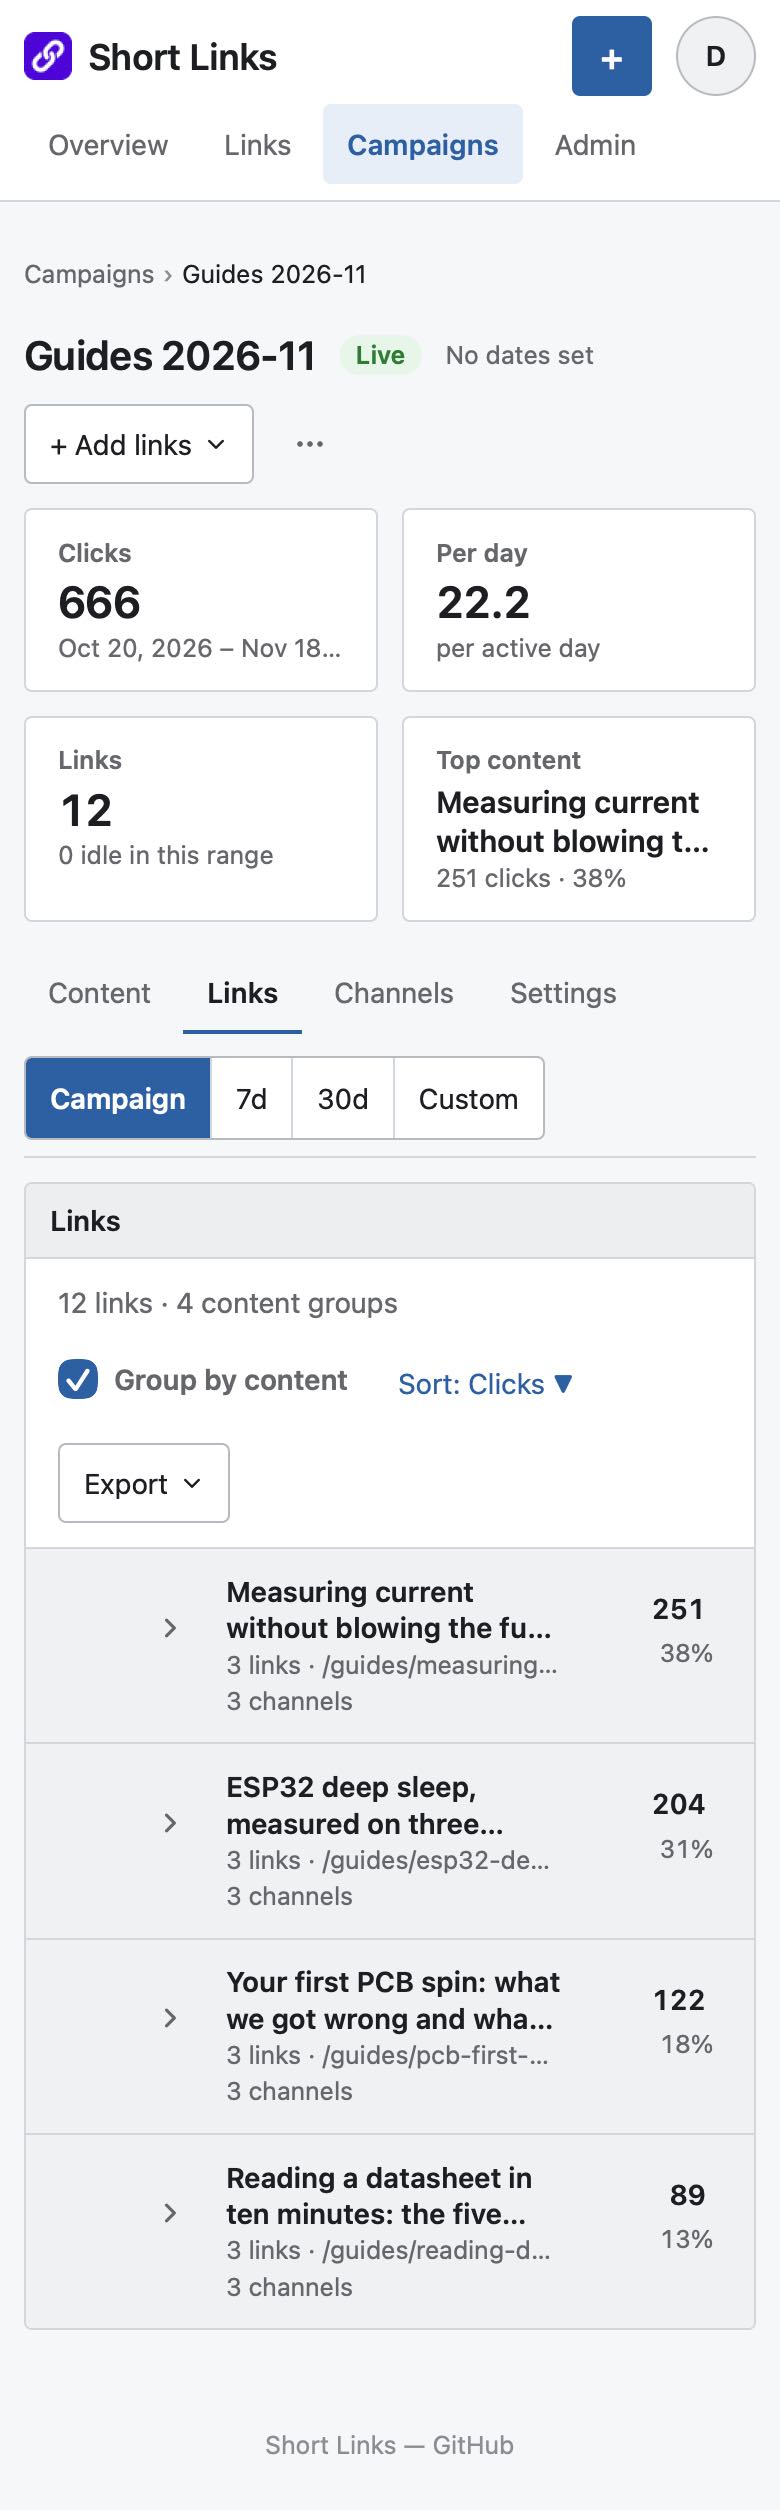 Short Links
+
D
Overview
Links
Campaigns
Admin
Campaigns › Guides 2026-11
Guides 2026-11
Live
No dates set
+ Add links
...
Clicks
666
Oct 20, 2026 – Nov 18...
Per day
22.2
per active day
Links
12
0 idle in this range
Top content
Measuring current
without blowing t...
251 clicks · 38%
Content
Links
Channels
Settings
Campaign
7d
30d
Custom
Links
12 links · 4 content groups
Group by content
Sort: Clicks ▼
Export
Measuring current
without blowing the fu...
3 links · /guides/measuring...
3 channels
251
38%
ESP32 deep sleep,
measured on three...
3 links · /guides/esp32-de...
3 channels
204
31%
Your first PCB spin: what
we got wrong and wha...
3 links · /guides/pcb-first-...
3 channels
122
18%
Reading a datasheet in
ten minutes: the five...
3 links · /guides/reading-d...
3 channels
89
13%
Short Links — GitHub